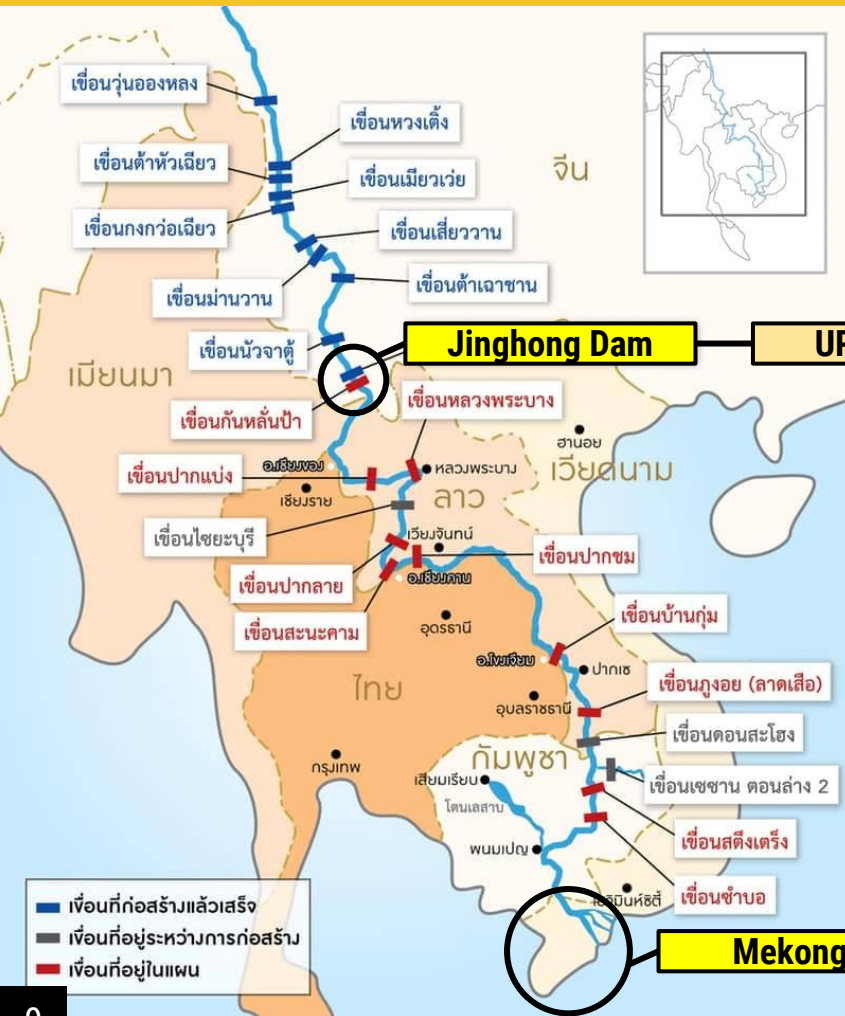 เขื่อนวุ่นอองหลง
เขื่อนหวงเติ้ง
เขื่อนต้าหัวเฉียว
จีน
เขื่อนเมียวเว่ย
เขื่อนกงกว่อเฉียว
เขื่อนเสี่ยววาน
เขื่อนม่านวาน
เขื่อนต้าเฉาชาน
เขื่อนนัวจาตู้
Jinghong Dam
UP
เมียนมา
เขื่อนกันหลั่นป้า
เขื่อนหลวงพระบาง
ฮานอย
เวียดนาม
อ.เชียงของ
หลวงพระบาง
เขื่อนปากแบ่ง
เชียงราย
ลาว
เขื่อนไซยะบุรี
เวียงจันทน์
เขื่อนปากชม
เขื่อนปากลาย
อ.เชียงคาน
เขื่อนสะนะคาม
อุดรธานี
เขื่อนบ้านกุ่ม
อ.โขงเจียม
ปากเซ
ไทย
อุบลราชธานี
เขื่อนภูงอย (ลาดเสือ)
เขื่อนดอนสะโฮง
กัมพูชา
กรุงเทพ
เสียมเรียบ
เขื่อนเซซาน ตอนล่าง 2
โตนเลสาบ
เขื่อนสตึงเตร็ง
พนมเปญ
เขื่อนซำบอ
เขื่อนที่ก่อสร้างแล้วเสร็จ
เขื่อนที่อยู่ระหว่างการก่อสร้าง
เขื่อนที่อยู่ในแผน
Mekong